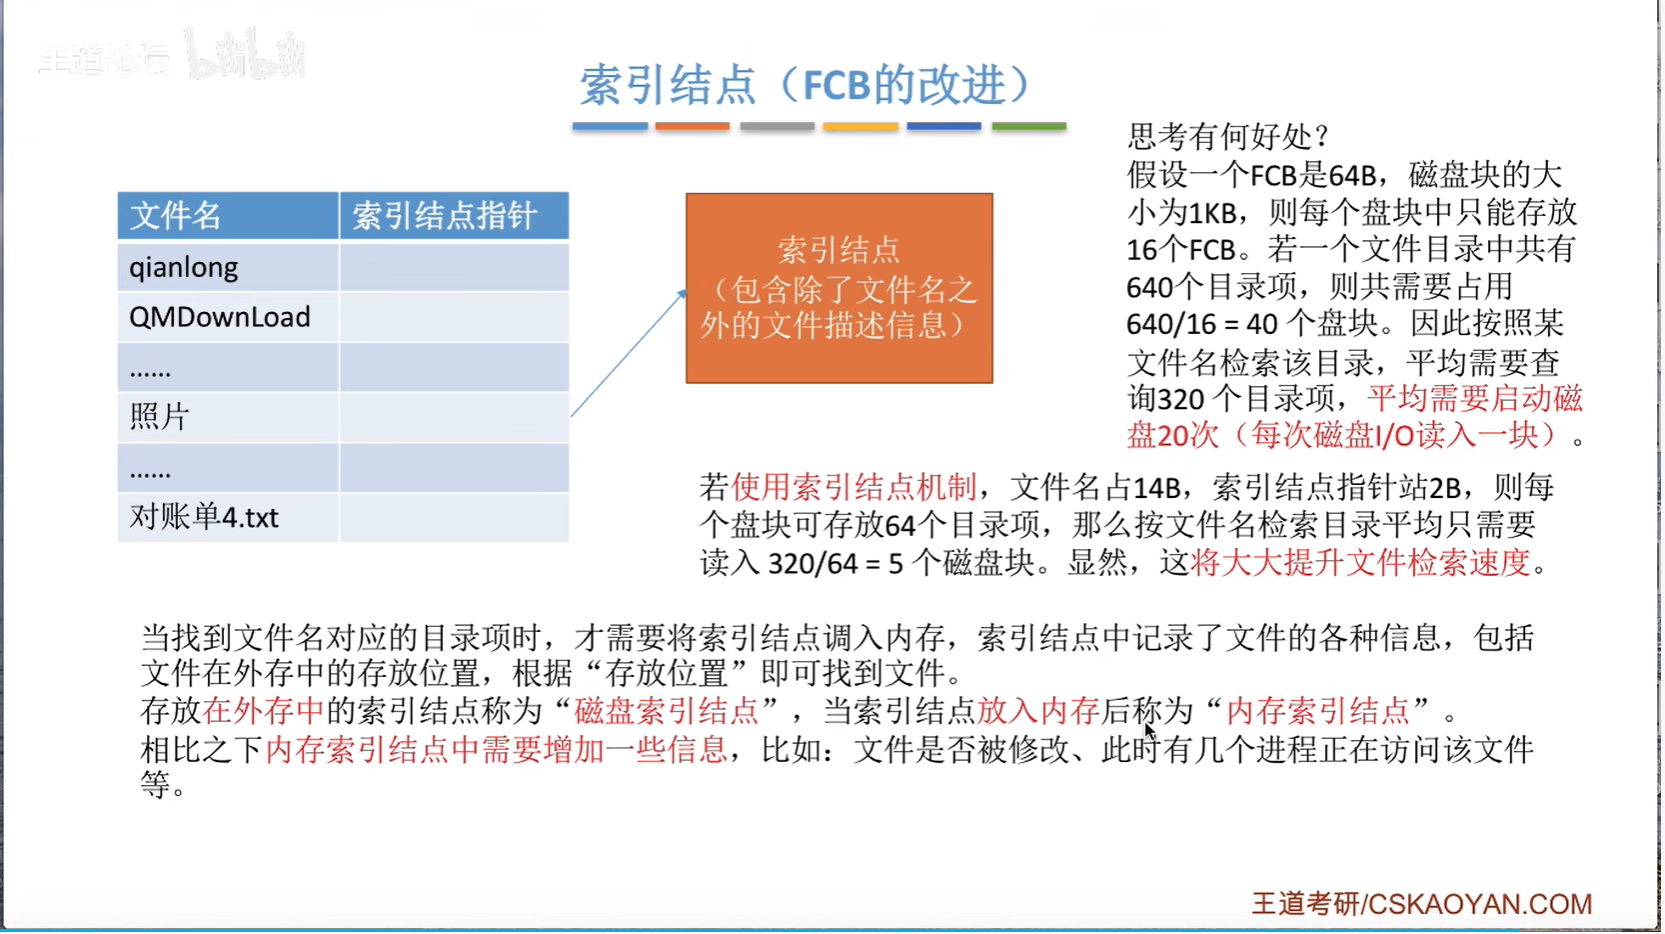 王道论坛 bilibili
索引结点（FCB的改进）
文件名 索引结点指针
qianlong
QMDownLoad
......
照片
......
对账单4.txt
索引结点
（包含除了文件名之
外的文件描述信息）
思考有何好处？
假设一个FCB是64B，磁盘块的大
小为1KB，则每个盘块中只能存放
16个FCB。若一个文件目录中共有
640个目录项，则共需要占用
640/16 = 40 个盘块。因此按照某
文件名检索该目录，平均需要查
询320 个目录项，平均需要启动磁
盘20次（每次磁盘I/O读入一块）。
若使用索引结点机制，文件名占14B，索引结点指针站2B，则每
个盘块可存放64个目录项，那么按文件名检索目录平均只需要
读入 320/64 = 5 个磁盘块。显然，这将大大提升文件检索速度。
当找到文件名对应的目录项时，才需要将索引结点调入内存，索引结点中记录了文件的各种信息，包括
文件在外存中的存放位置，根据“存放位置”即可找到文件。
存放在外存中的索引结点称为“磁盘索引结点”，当索引结点放入内存后称为“内存索引结点”。
相比之下内存索引结点中需要增加一些信息，比如：文件是否被修改、此时有几个进程正在访问该文件
等。
王道考研/CSKAOYAN.COM